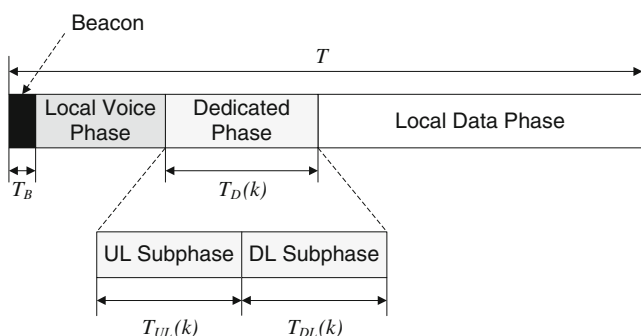 Beacon
T
Local Voice
Phase
Dedicated
Phase
Local Data Phase
T_B
T_D(k)
UL Subphase
DL Subphase
T_UL(k)
T_DL(k)